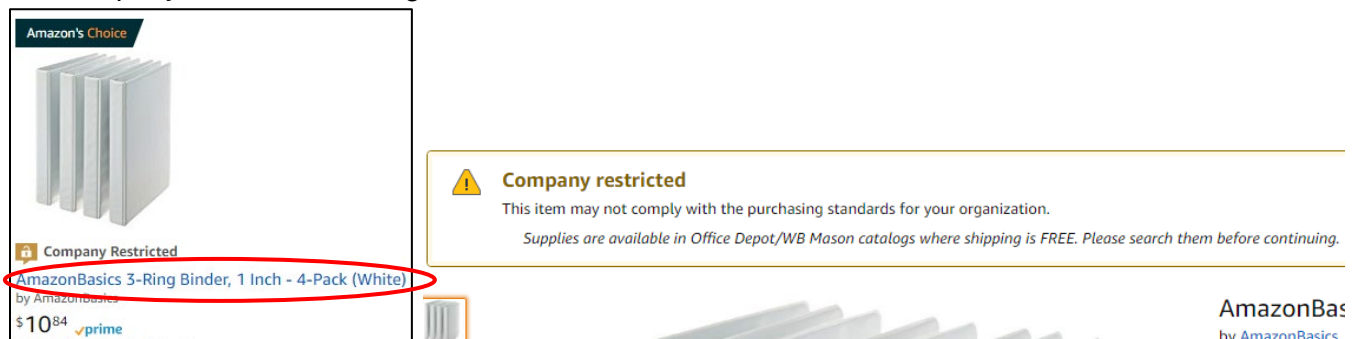 Amazon's Choice
Company Restricted
AmazonBasics 3-Ring Binder, 1 Inch - 4-Pack (White)
by AmazonBasics
$1084 prime
Company restricted
This item may not comply with the purchasing standards for your organization.
Supplies are available in Office Depot/WB Mason catalogs where shipping is FREE. Please search them before continuing.
AmazonBas
by AmazonBasics